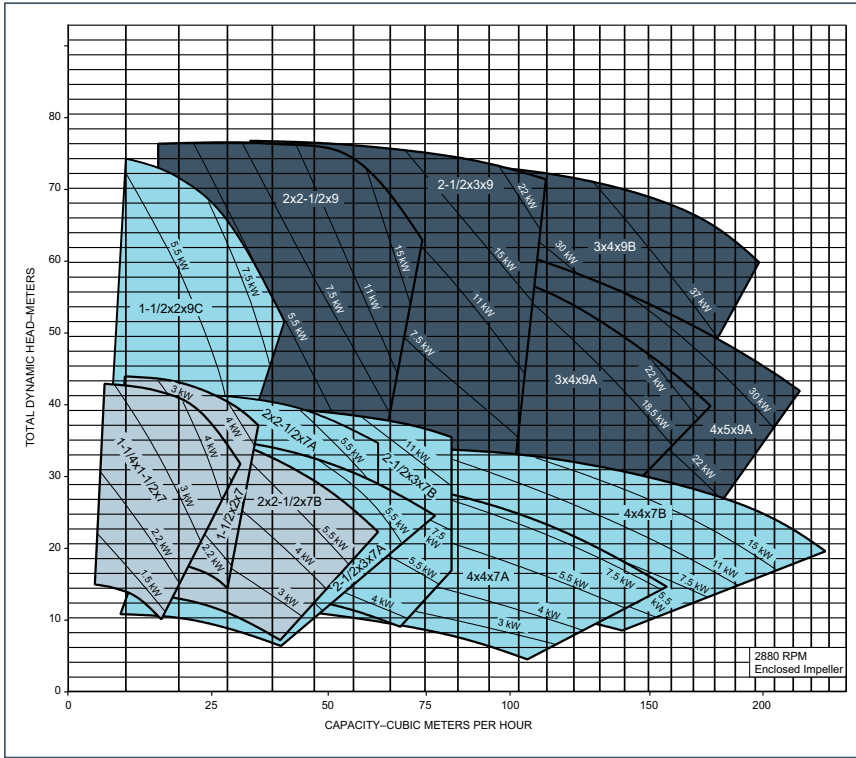 TOTAL DYNAMIC HEAD–METERS
80
70
60
50
40
30
20
10
0
0
25
50
75
100
150
200
CAPACITY–CUBIC METERS PER HOUR
2880 RPM
Enclosed Impeller
1-1/2x2x9C
5.5 kW
7.5 kW
2x2-1/2x9
5.5 kW
7.5 kW
11 kW
15 kW
2-1/2x3x9
7.5 kW
11 kW
15 kW
22 kW
3x4x9B
30 kW
37 kW
3x4x9A
18.5 kW
22 kW
4x5x9A
22 kW
30 kW
1-1/4x1-1/2x7
1.5 kW
2.2 kW
3 kW
4 kW
1-1/2x2x7
2.2 kW
3 kW
4 kW
2x2-1/2x7A
5.5 kW
2x2-1/2x7B
3 kW
4 kW
5.5 kW
2-1/2x3x7B
11 kW
7.5 kW
5.5 kW
4 kW
2-1/2x3x7A
5.5 kW
4x4x7A
3 kW
4 kW
5.5 kW
7.5 kW
4x4x7B
5.5 kW
7.5 kW
11 kW
15 kW